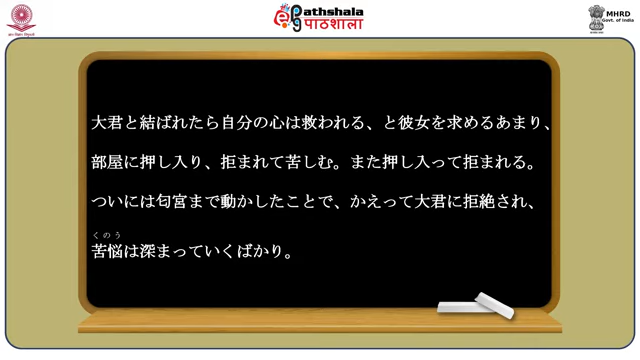 Pathshala
पाठशाला
MHRD
Govt. of India
大君と結ばれたら自分の心は救われる、と彼女を求めるあまり、
部屋に押し入り、拒まれて苦しむ。また押し入って拒まれる。
ついには匂宮まで動かしたことで、かえって大君に拒絶され、
くのう
苦悩は深まっていくばかり。